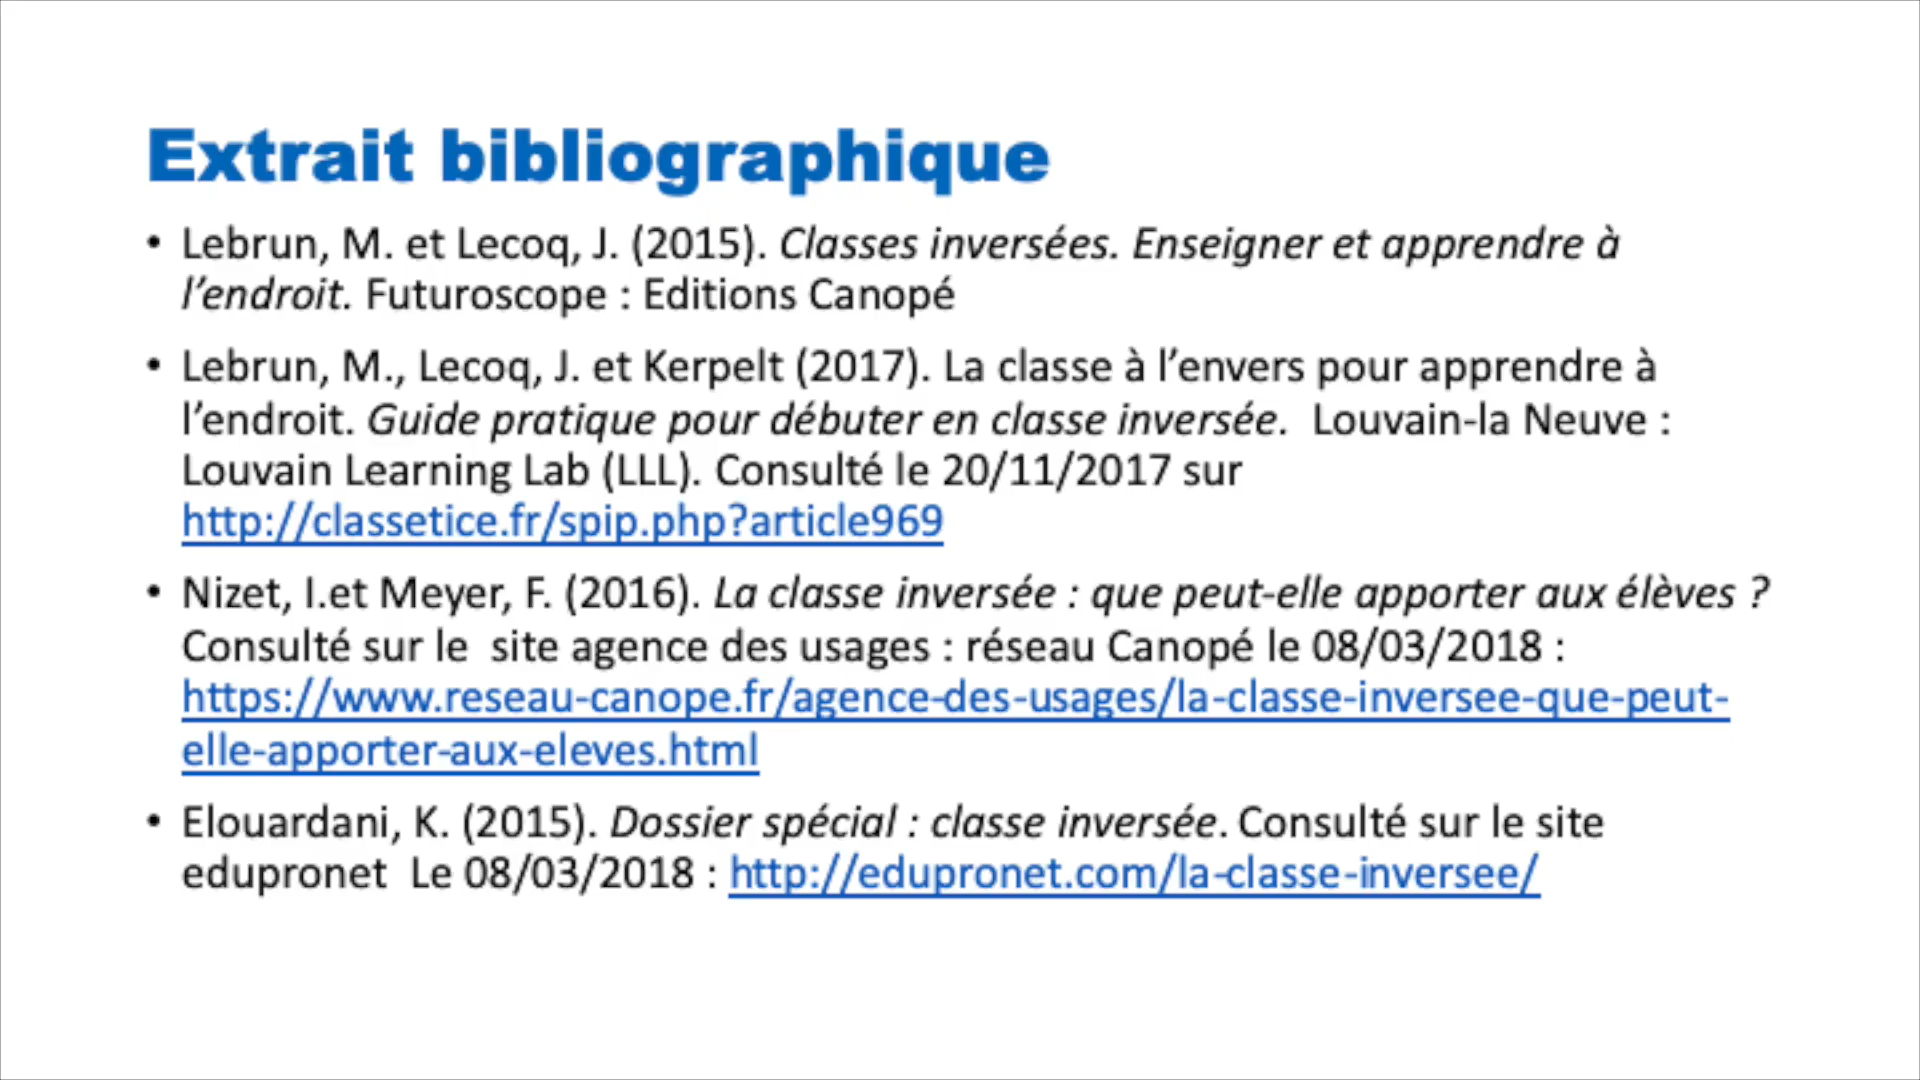 Extrait bibliographique
• Lebrun, M. et Lecoq, J. (2015). Classes inversées. Enseigner et apprendre à
l’endroit. Futuroscope : Editions Canopé
• Lebrun, M., Lecoq, J. et Kerpelt (2017). La classe à l’envers pour apprendre à
l’endroit. Guide pratique pour débuter en classe inversée.  Louvain-la Neuve :
Louvain Learning Lab (LLL). Consulté le 20/11/2017 sur
http://classetice.fr/spip.php?article969
• Nizet, I.et Meyer, F. (2016). La classe inversée : que peut-elle apporter aux élèves ?
Consulté sur le  site agence des usages : réseau Canopé le 08/03/2018 :
https://www.reseau-canope.fr/agence-des-usages/la-classe-inversee-que-peut-
elle-apporter-aux-eleves.html
• Elouardani, K. (2015). Dossier spécial : classe inversée. Consulté sur le site
edupronet  Le 08/03/2018 : http://edupronet.com/la-classe-inversee/